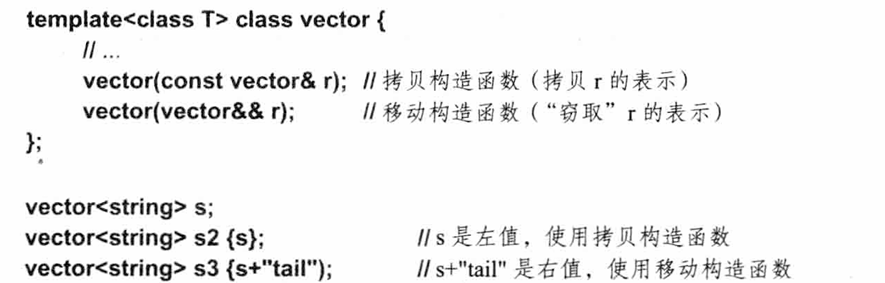 template<class T> class vector {
// ...
vector(const vector& r); // 拷贝构造函数（拷贝 r 的表示）
vector(vector&& r); // 移动构造函数（“窃取”r 的表示）
};
vector<string> s;
vector<string> s2 {s}; // s 是左值，使用拷贝构造函数
vector<string> s3 {s+"tail"); // s+"tail" 是右值，使用移动构造函数